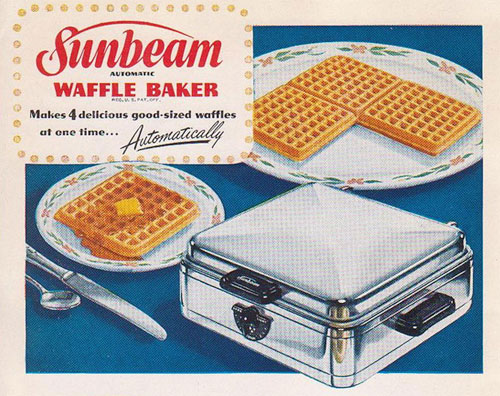 Sunbeam
AUTOMATIC
WAFFLE BAKER
REG. U. S. PAT. OFF.
Makes 4 delicious good-sized waffles
at one time... Automatically